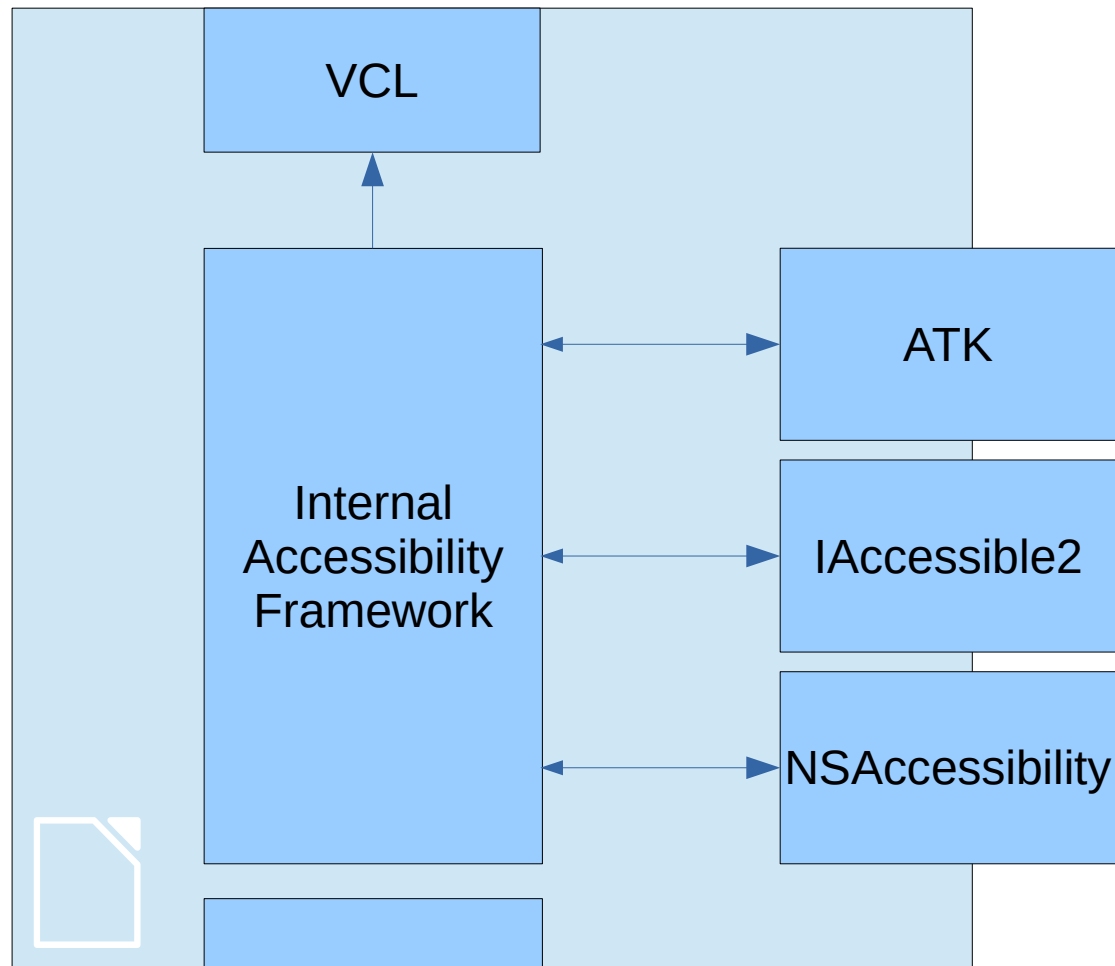 VCL
ATK
Internal
Accessibility
Framework
IAccessible2
NSAccessibility